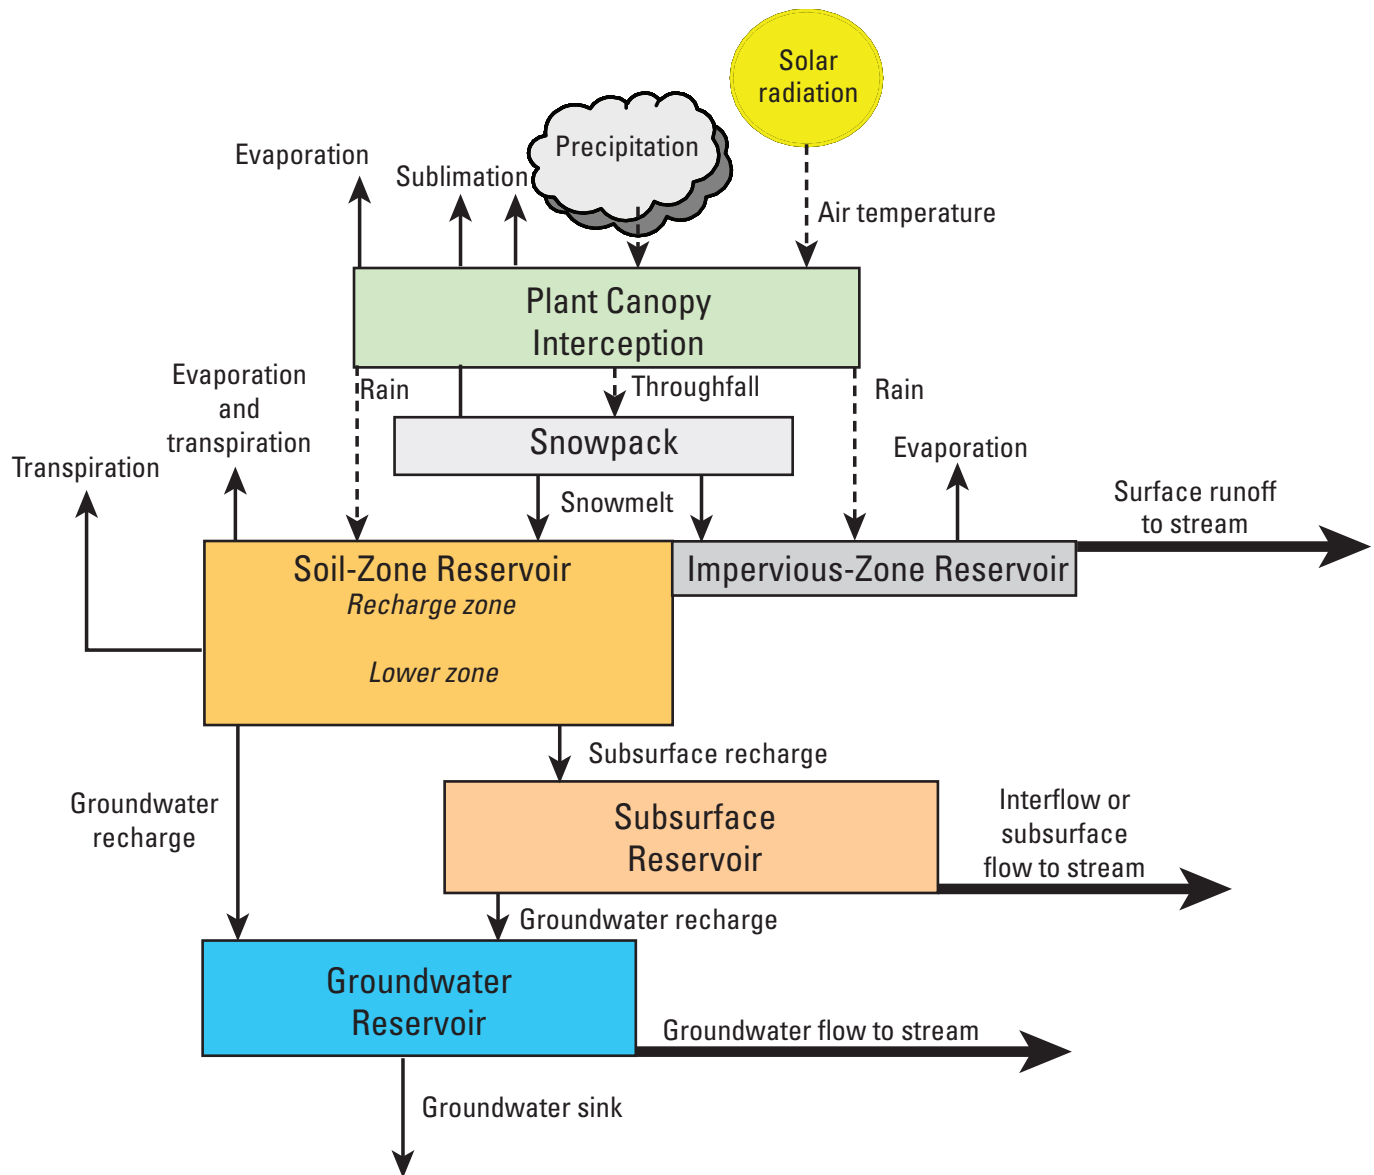 Solar
radiation
Precipitation
Evaporation
Sublimation
Air temperature
Plant Canopy
Interception
Evaporation
and
transpiration
Rain
Throughfall
Rain
Snowpack
Evaporation
Transpiration
Snowmelt
Surface runoff
to stream
Soil-Zone Reservoir
Recharge zone
Lower zone
Impervious-Zone Reservoir
Subsurface recharge
Groundwater
recharge
Subsurface
Reservoir
Interflow or
subsurface
flow to stream
Groundwater recharge
Groundwater
Reservoir
Groundwater flow to stream
Groundwater sink